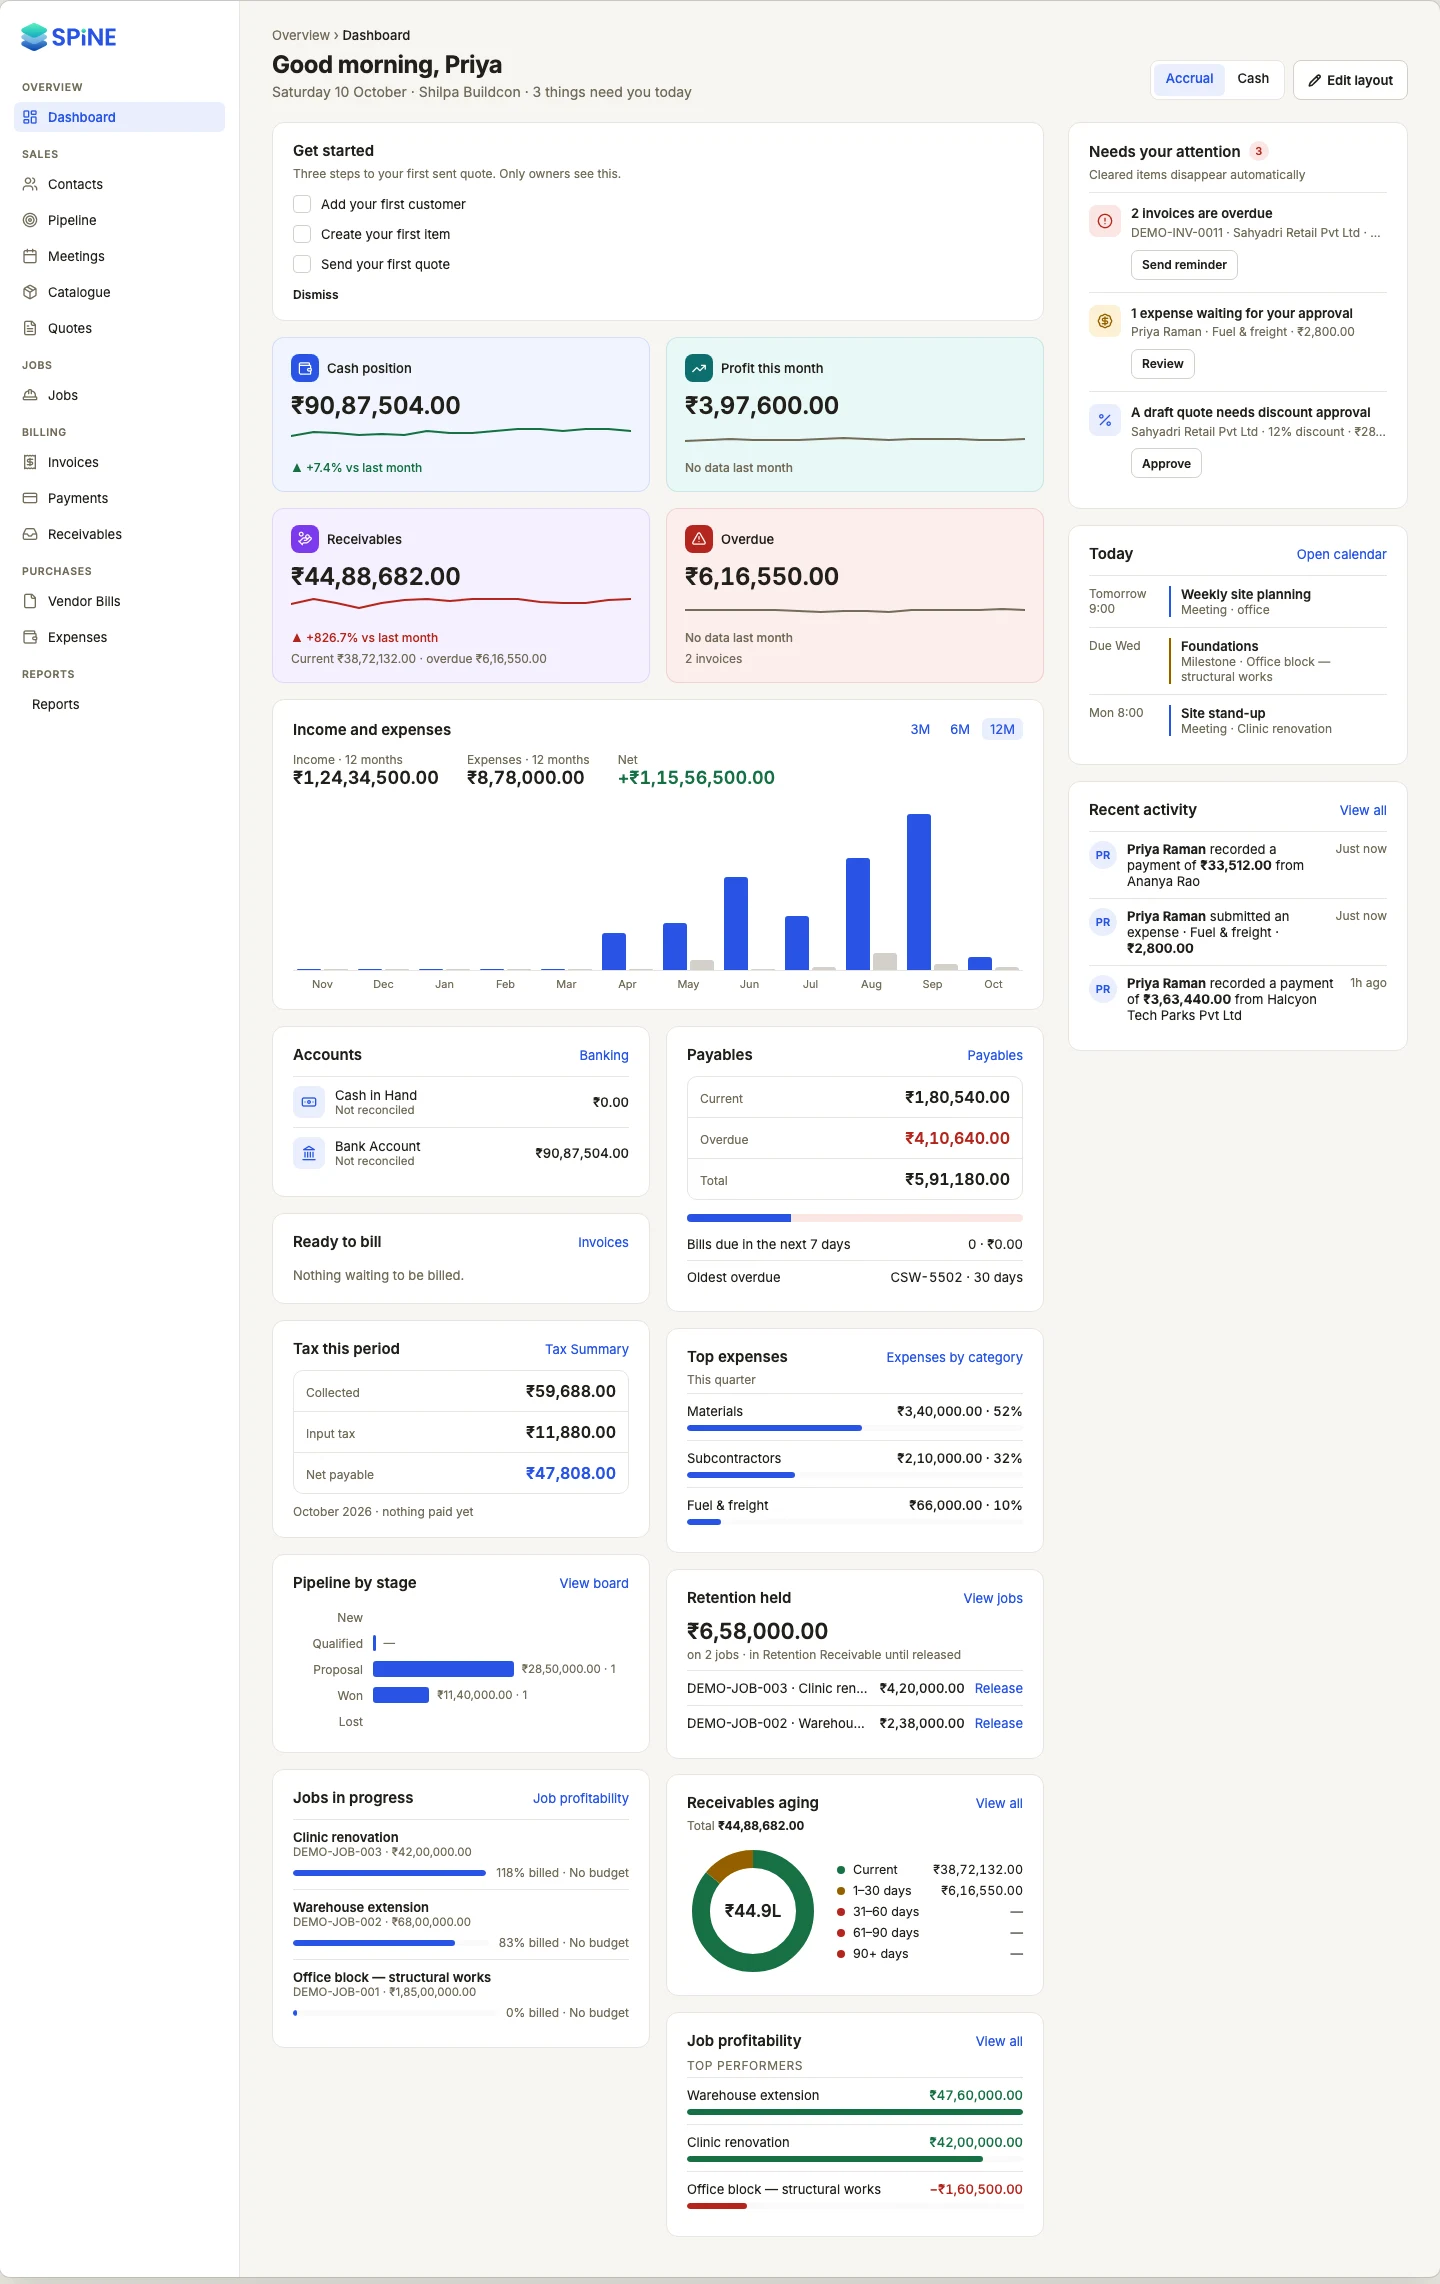 SPiNE
OVERVIEW
Dashboard
SALES
Contacts
Pipeline
Meetings
Catalogue
Quotes
JOBS
Jobs
BILLING
Invoices
Payments
Receivables
PURCHASES
Vendor Bills
Expenses
REPORTS
Reports
Overview › Dashboard
Good morning, Priya
Saturday 10 October · Shilpa Buildcon · 3 things need you today
Accrual Cash Edit layout
Get started
Three steps to your first sent quote. Only owners see this.
Add your first customer
Create your first item
Send your first quote
Dismiss
Cash position
₹90,87,504.00
▲ +7.4% vs last month
Profit this month
₹3,97,600.00
No data last month
Receivables
₹44,88,682.00
▲ +826.7% vs last month
Current ₹38,72,132.00 · overdue ₹6,16,550.00
Overdue
₹6,16,550.00
No data last month
2 invoices
Income and expenses
3M 6M 12M
Income · 12 months
₹1,24,34,500.00
Expenses · 12 months
₹8,78,000.00
Net
+₹1,15,56,500.00
Nov Dec Jan Feb Mar Apr May Jun Jul Aug Sep Oct
Accounts Banking
Cash in Hand ₹0.00
Not reconciled
Bank Account ₹90,87,504.00
Not reconciled
Ready to bill Invoices
Nothing waiting to be billed.
Tax this period Tax Summary
Collected ₹59,688.00
Input tax ₹11,880.00
Net payable ₹47,808.00
October 2026 · nothing paid yet
Pipeline by stage View board
New
Qualified —
Proposal ₹28,50,000.00 · 1
Won ₹11,40,000.00 · 1
Lost
Jobs in progress Job profitability
Clinic renovation
DEMO-JOB-003 · ₹42,00,000.00
118% billed · No budget
Warehouse extension
DEMO-JOB-002 · ₹68,00,000.00
83% billed · No budget
Office block — structural works
DEMO-JOB-001 · ₹1,85,00,000.00
0% billed · No budget
Payables Payables
Current ₹1,80,540.00
Overdue ₹4,10,640.00
Total ₹5,91,180.00
Bills due in the next 7 days 0 · ₹0.00
Oldest overdue CSW-5502 · 30 days
Top expenses Expenses by category
This quarter
Materials ₹3,40,000.00 · 52%
Subcontractors ₹2,10,000.00 · 32%
Fuel & freight ₹66,000.00 · 10%
Retention held View jobs
₹6,58,000.00
on 2 jobs · in Retention Receivable until released
DEMO-JOB-003 · Clinic ren... ₹4,20,000.00 Release
DEMO-JOB-002 · Warehou... ₹2,38,000.00 Release
Receivables aging View all
Total ₹44,88,682.00
₹44.9L
Current ₹38,72,132.00
1–30 days ₹6,16,550.00
31–60 days —
61–90 days —
90+ days —
Job profitability View all
TOP PERFORMERS
Warehouse extension ₹47,60,000.00
Clinic renovation ₹42,00,000.00
Office block — structural works −₹1,60,500.00
Needs your attention 3
Cleared items disappear automatically
2 invoices are overdue
DEMO-INV-0011 · Sahyadri Retail Pvt Ltd · ...
Send reminder
1 expense waiting for your approval
Priya Raman · Fuel & freight · ₹2,800.00
Review
A draft quote needs discount approval
Sahyadri Retail Pvt Ltd · 12% discount · ₹28...
Approve
Today Open calendar
Tomorrow 9:00
Weekly site planning
Meeting · office
Due Wed
Foundations
Milestone · Office block —
structural works
Mon 8:00
Site stand-up
Meeting · Clinic renovation
Recent activity View all
PR
Priya Raman recorded a Just now
payment of ₹33,512.00 from
Ananya Rao
PR
Priya Raman submitted an Just now
expense · Fuel & freight ·
₹2,800.00
PR
Priya Raman recorded a payment 1h ago
of ₹3,63,440.00 from Halcyon
Tech Parks Pvt Ltd